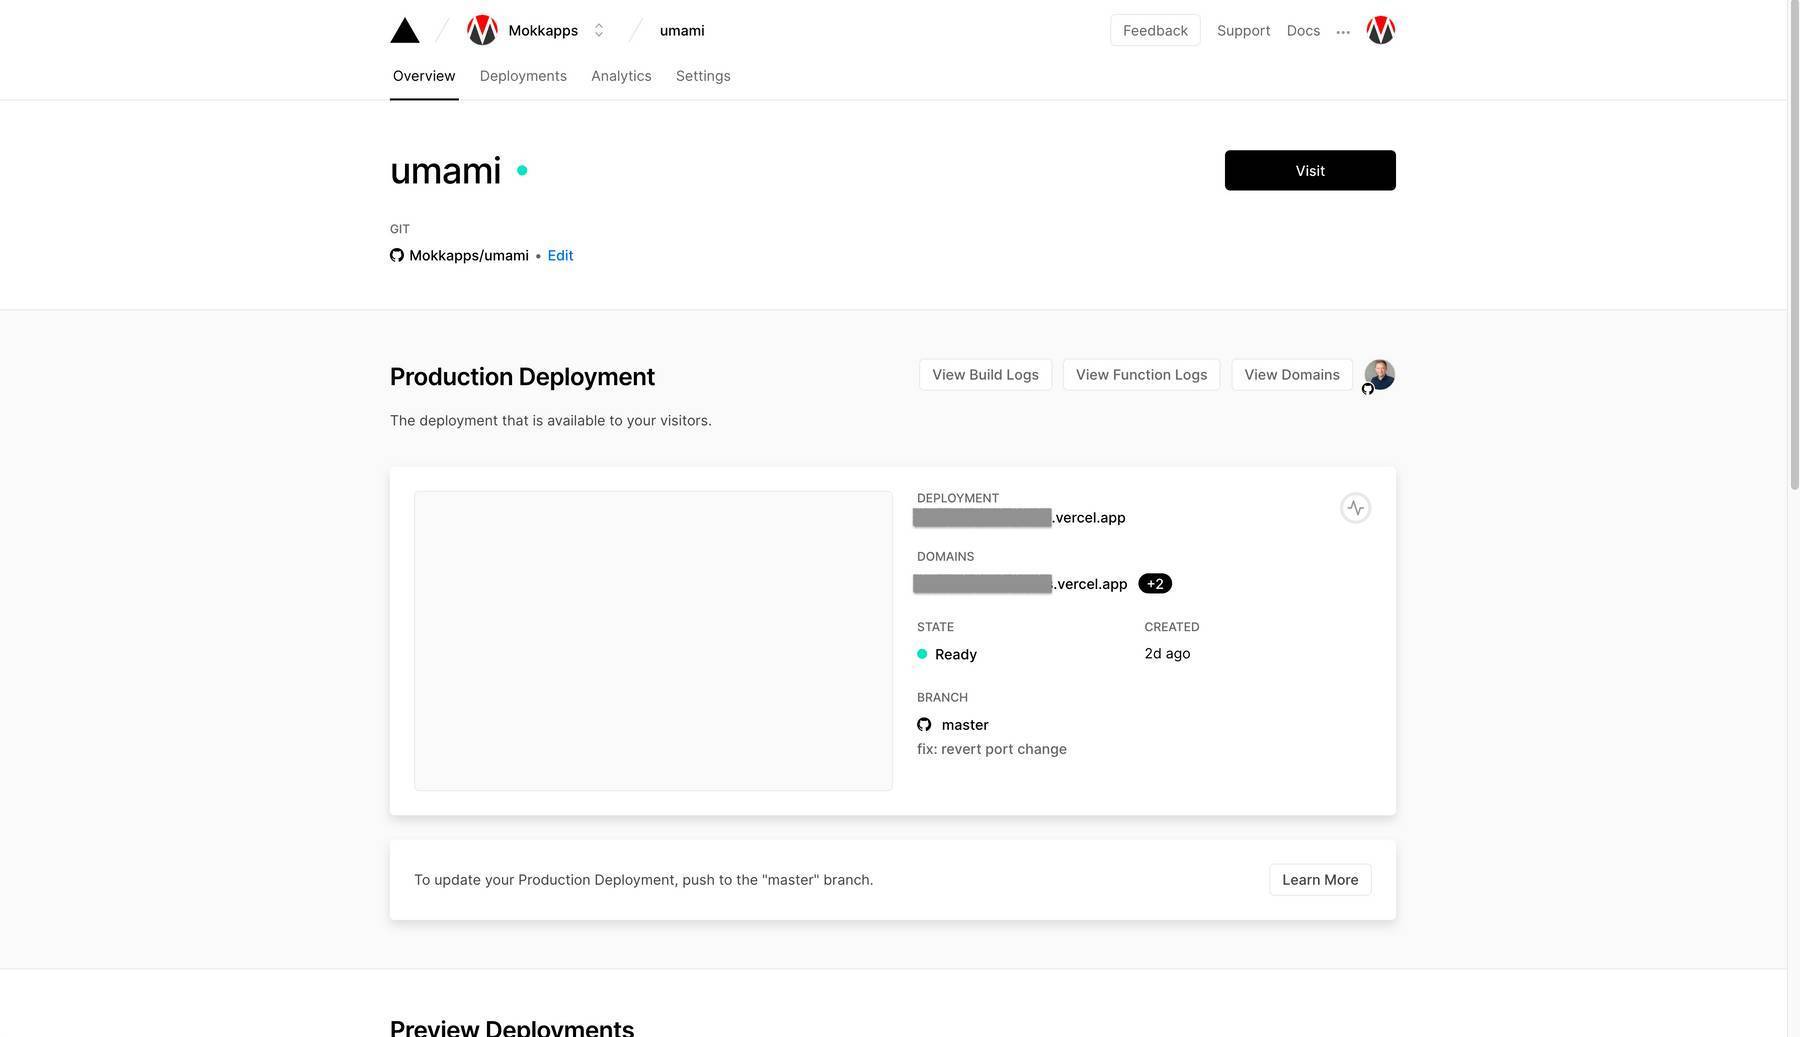 Mokkapps
umami
Feedback
Support
Docs
Overview
Deployments
Analytics
Settings
umami
Visit
GIT
Mokkapps/umami • Edit
Production Deployment
View Build Logs
View Function Logs
View Domains
The deployment that is available to your visitors.
DEPLOYMENT
.vercel.app
DOMAINS
.vercel.app +2
STATE
CREATED
Ready
2d ago
BRANCH
master
fix: revert port change
To update your Production Deployment, push to the "master" branch.
Learn More
Preview Deployments